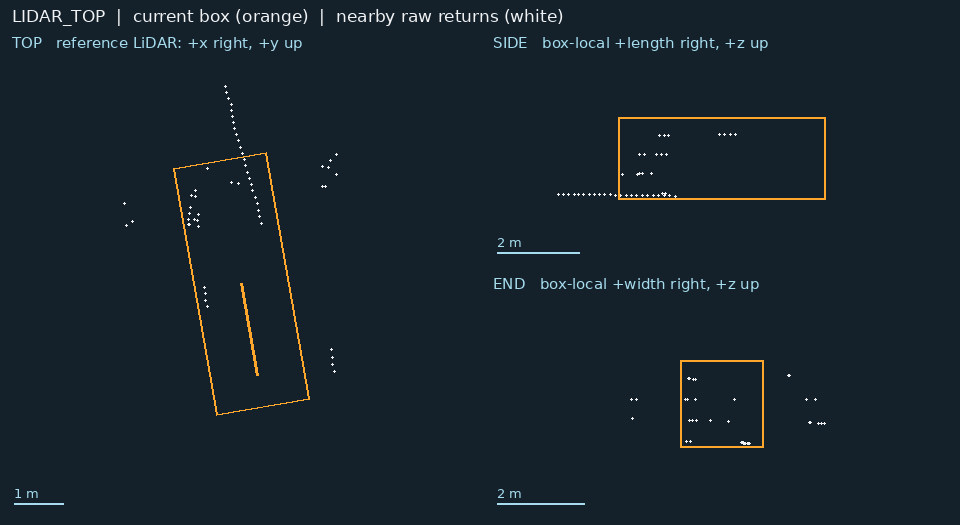 LIDAR_TOP | current box (orange) | nearby raw returns (white)
TOP reference LiDAR: +x right, +y up
SIDE box-local +length right, +z up
2 m
END box-local +width right, +z up
1 m
2 m